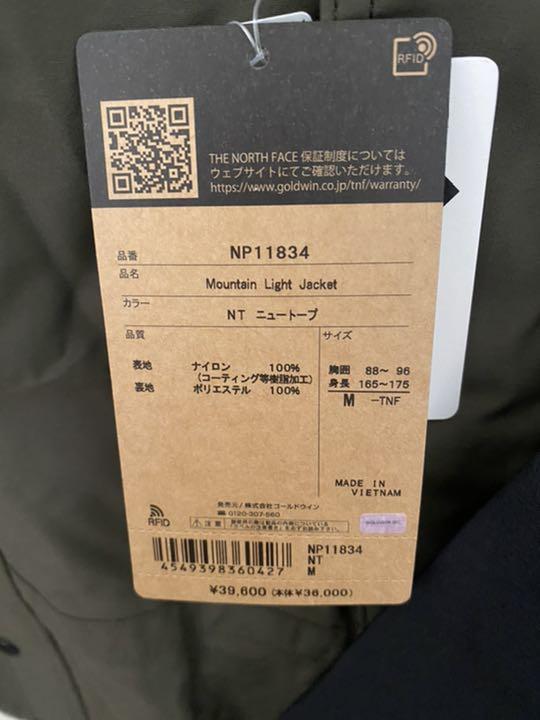 RFID
THE NORTH FACE 保証制度については
ウェブサイトにてご確認いただけます。
https://www.goldwin.co.jp/tnf/warranty/
品番 NP11834
品名
Mountain Light Jacket
カラー
NT ニュートープ
品質
表地 ナイロン 100%
(コーティング等樹脂加工)
裏地 ポリエステル 100%
サイズ
胸囲 88～ 96
身長 165～175
M -TNF
MADE IN
VIETNAM
発売元/株式会社ゴールドウイン
☎0120-307-560
RFID
⚠注意
NP11834
NT
M
4549398360427
¥39,600 (本体¥36,000)